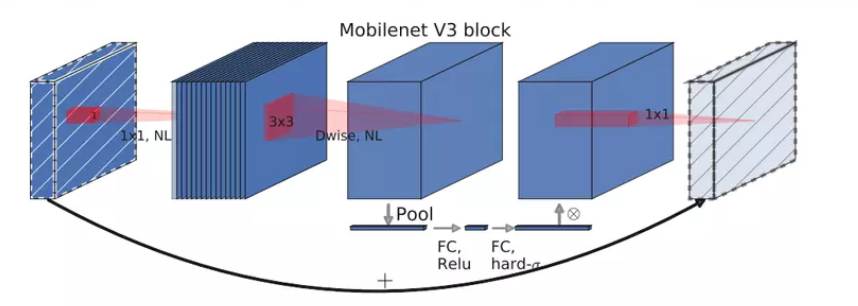 Mobilenet V3 block
1x1, NL
3x3
Dwise, NL
1x1
Pool
⊗
FC,
Relu
FC,
hard-σ
+